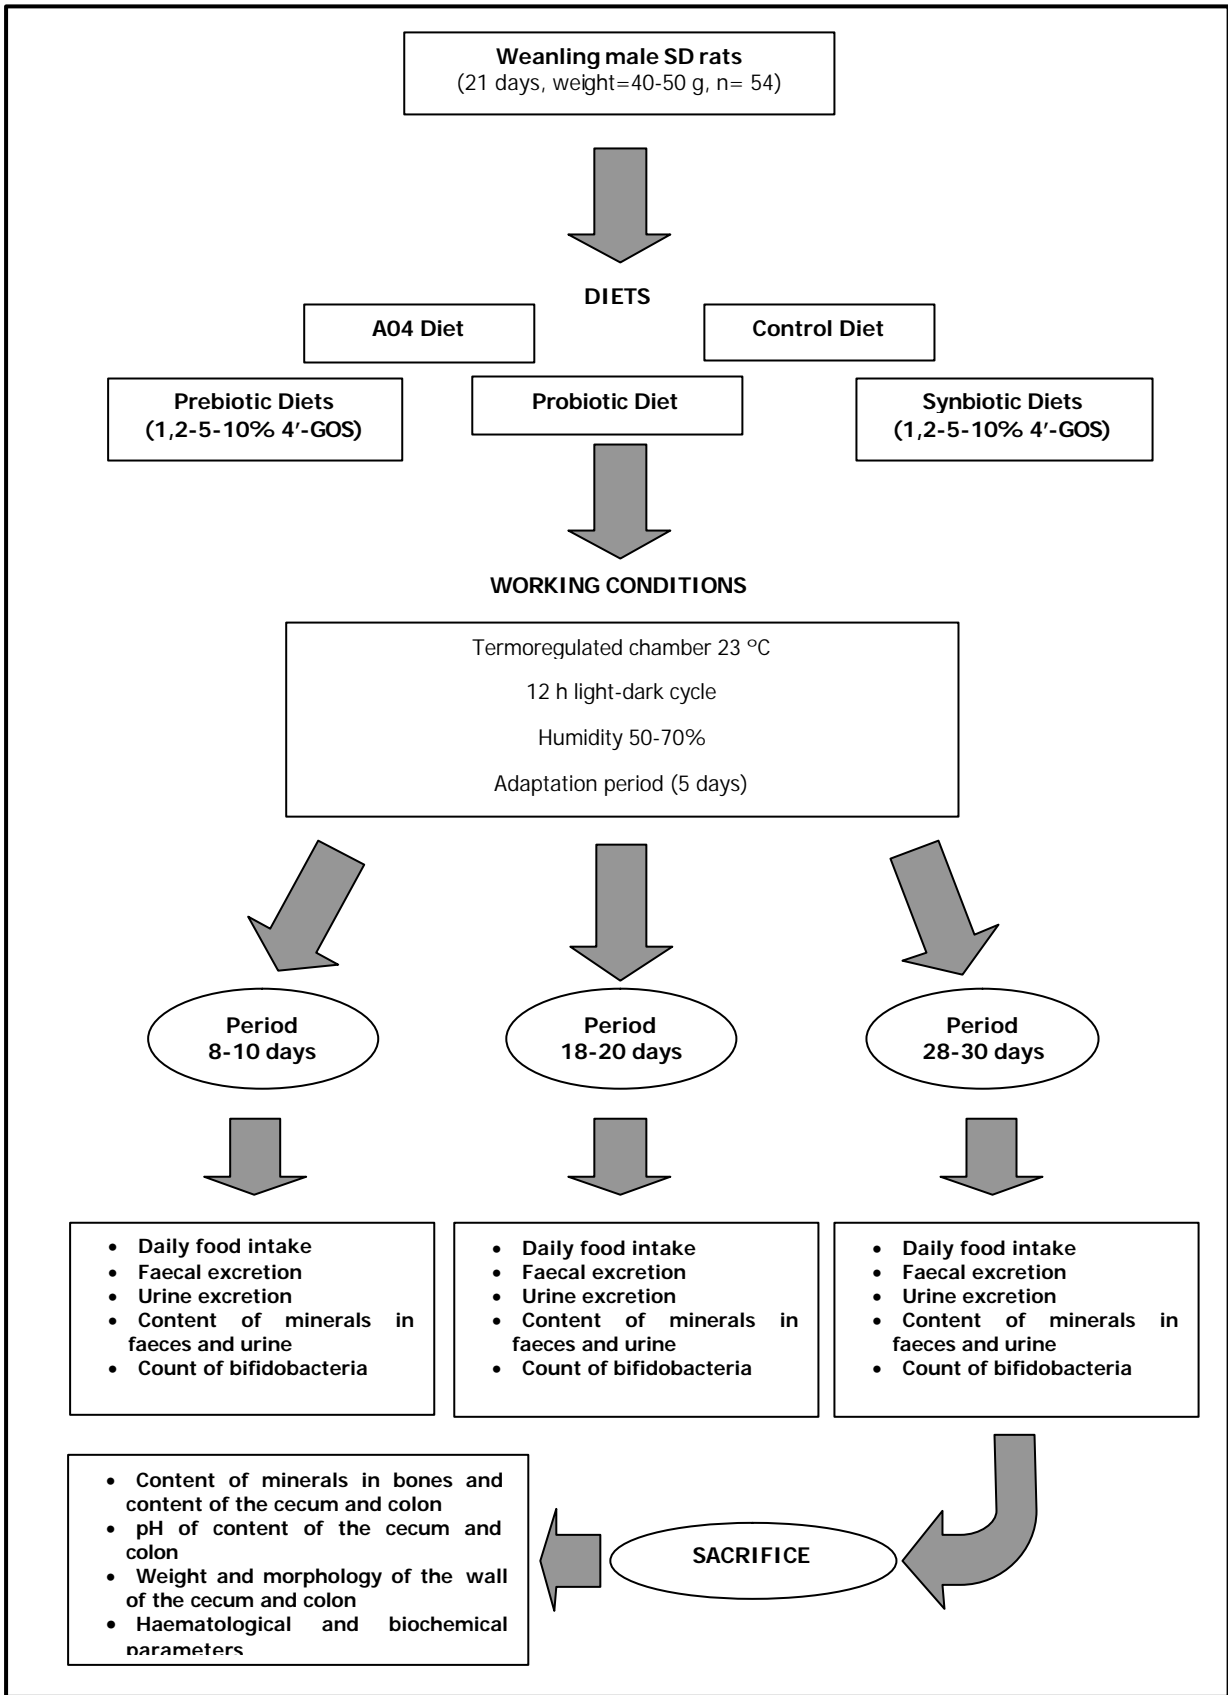 Weanling male SD rats
(21 days, weight=40-50 g, n= 54)
DIETS
A04 Diet
Control Diet
Prebiotic Diets
(1,2-5-10% 4′-GOS)
Probiotic Diet
Synbiotic Diets
(1,2-5-10% 4′-GOS)
WORKING CONDITIONS
Termoregulated chamber 23 ºC
12 h light-dark cycle
Humidity 50-70%
Adaptation period (5 days)
Period
8-10 days
Period
18-20 days
Period
28-30 days
• Daily food intake
• Faecal excretion
• Urine excretion
• Content of minerals in
faeces and urine
• Count of bifidobacteria
• Daily food intake
• Faecal excretion
• Urine excretion
• Content of minerals in
faeces and urine
• Count of bifidobacteria
• Daily food intake
• Faecal excretion
• Urine excretion
• Content of minerals in
faeces and urine
• Count of bifidobacteria
• Content of minerals in bones and
content of the cecum and colon
• pH of content of the cecum and
colon
• Weight and morphology of the wall
of the cecum and colon
• Haematological and biochemical
parameters
SACRIFICE